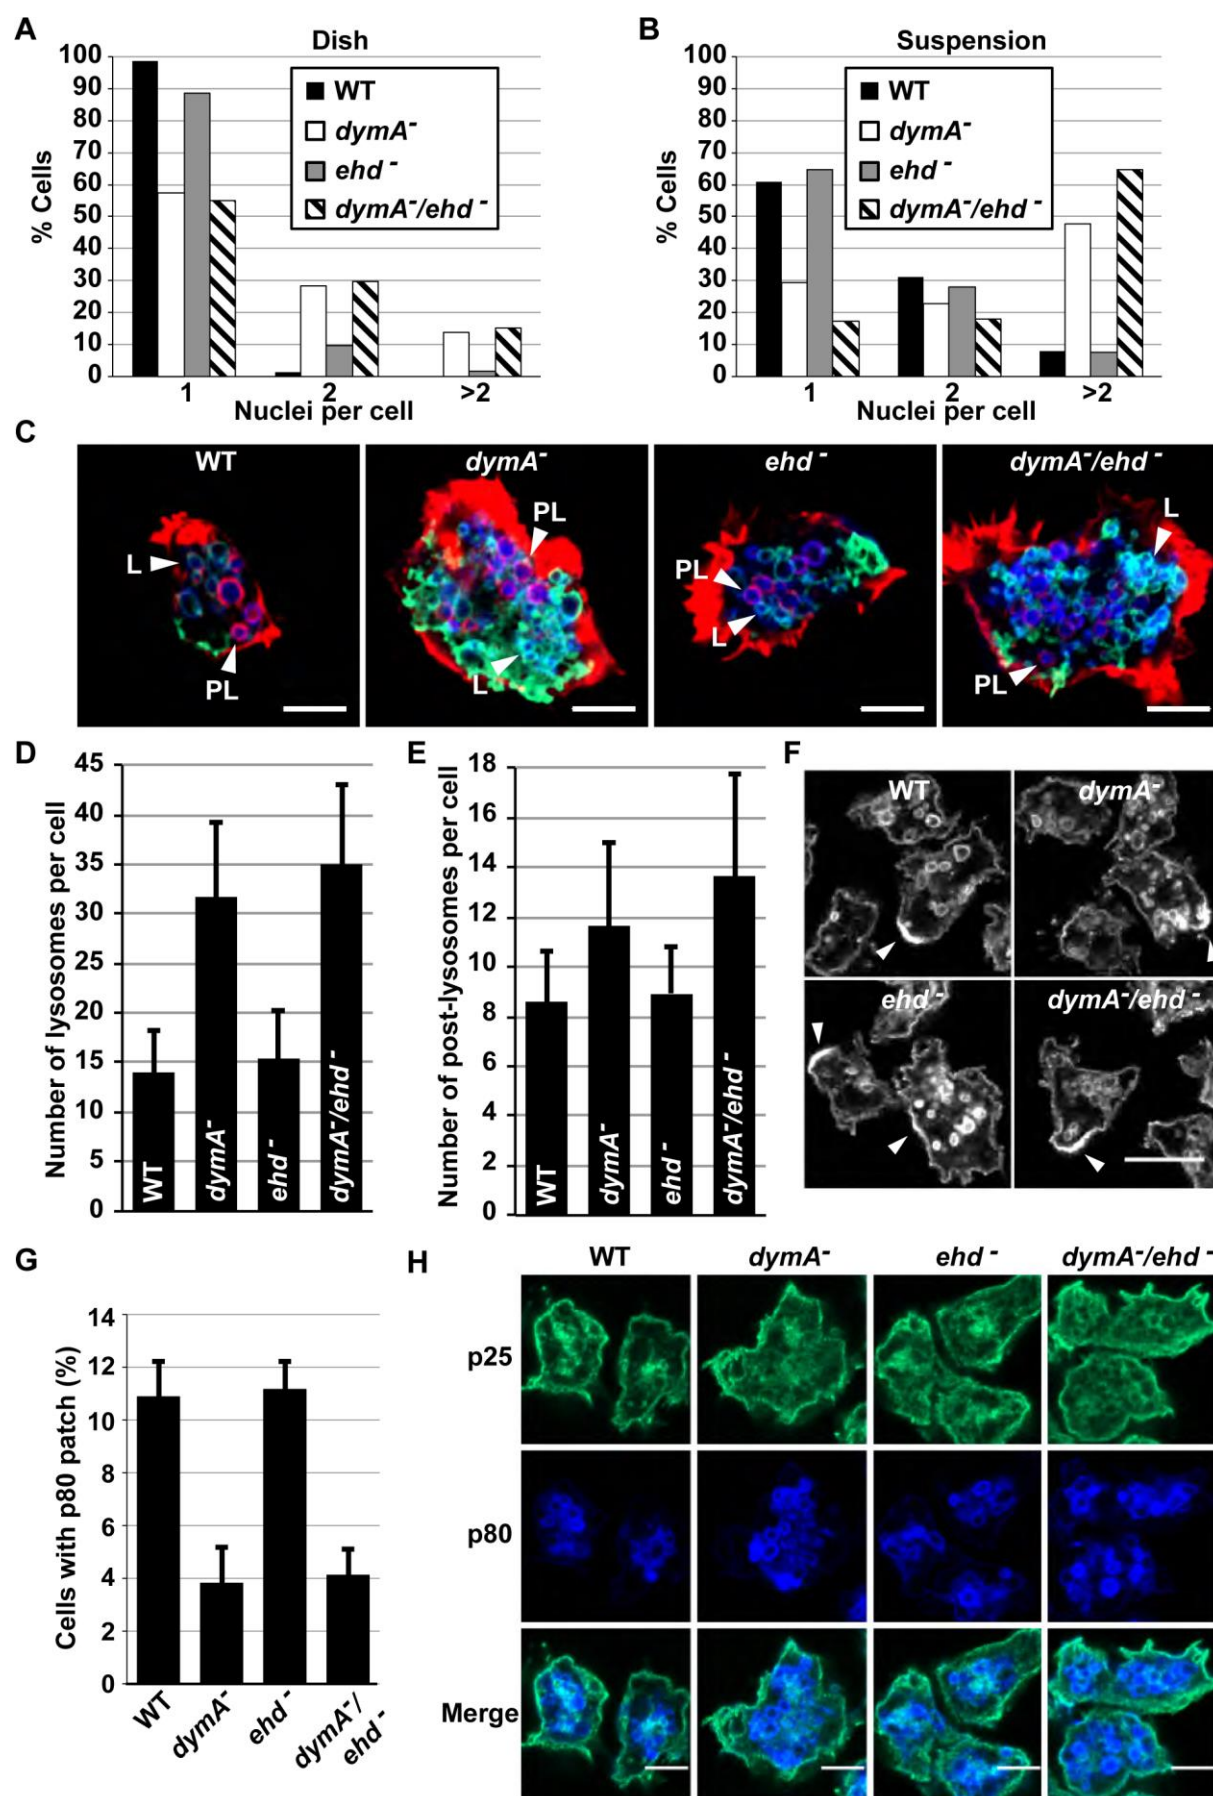 A
Dish
100
90
80
70
60
50
40
30
20
10
0
% Cells
WT
dymA-
ehd -
dymA-/ehd -
1 2 >2
Nuclei per cell
B
Suspension
100
90
80
70
60
50
40
30
20
10
0
% Cells
WT
dymA-
ehd -
dymA-/ehd -
1 2 >2
Nuclei per cell
C
WT
L
PL
dymA-
PL
L
ehd -
PL
L
dymA-/ehd -
L
PL
D
Number of lysosomes per cell
45
40
35
30
25
20
15
10
5
0
WT
dymA-
ehd -
dymA-/ehd -
E
Number of post-lysosomes per cell
18
16
14
12
10
8
6
4
2
0
WT
dymA-
ehd -
dymA-/ehd -
F
WT
dymA-
ehd -
dymA-/ehd -
G
Cells with p80 patch (%)
14
12
10
8
6
4
2
0
WT
dymA-
ehd -
dymA-/
ehd -
H
WT dymA- ehd - dymA-/ehd -
p25
p80
Merge